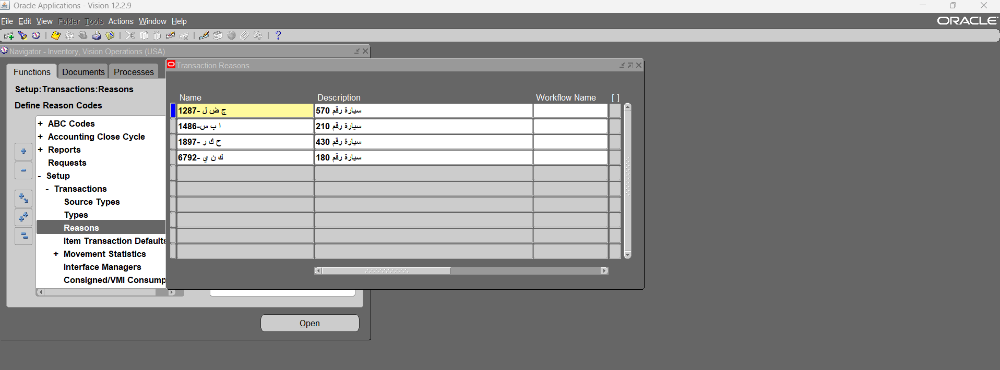 Oracle Applications - Vision 12.2.9
File Edit View Folder Tools Actions Window Help
ORACLE
Navigator - Inventory, Vision Operations (USA)
Functions Documents Processes
Setup:Transactions:Reasons
Define Reason Codes
+ ABC Codes
+ Accounting Close Cycle
+ Reports
Requests
- Setup
- Transactions
Source Types
Types
Reasons
Item Transaction Defaults
+ Movement Statistics
Interface Managers
Consigned/VMI Consump
Open
Transaction Reasons
Name Description Workflow Name [ ]
ج ض ل -1287 سيارة رقم 570
ا ب س-1486 سيارة رقم 210
ح ك ر -1897 سيارة رقم 430
ك ن ي -6792 سيارة رقم 180